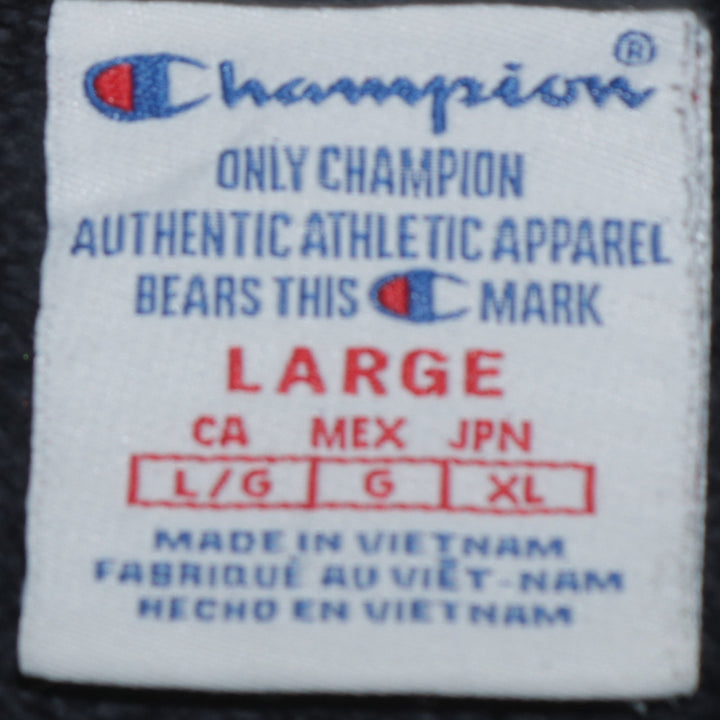 Champion®
ONLY CHAMPION
AUTHENTIC ATHLETIC APPAREL
BEARS THIS C MARK
LARGE
CA MEX JPN
L/G G XL
MADE IN VIETNAM
FABRIQUÉ AU VIÊT-NAM
HECHO EN VIETNAM